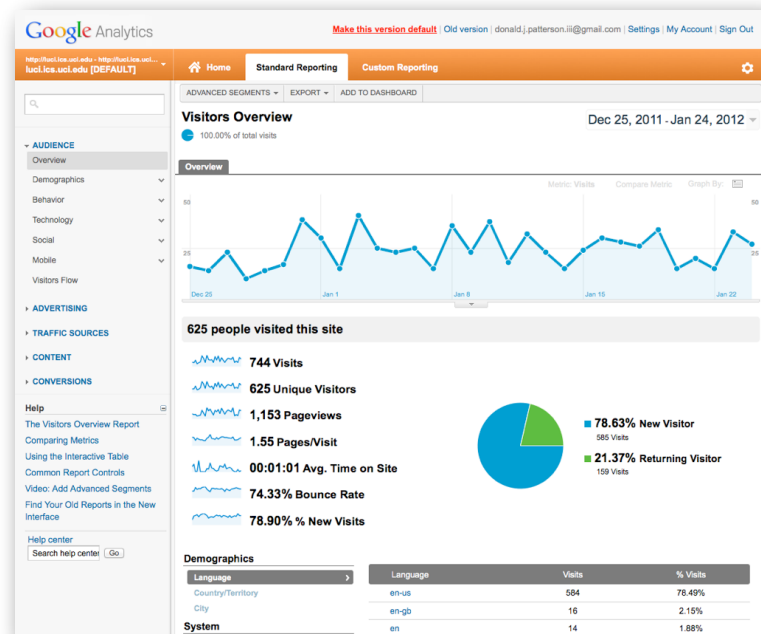 Google Analytics
Make this version default | Old version | donald.j.patterson.iii@gmail.com | Settings | My Account | Sign Out
http://luci.ics.uci.edu - http://luci.ics.uci...
luci.ics.uci.edu [DEFAULT]
Home
Standard Reporting
Custom Reporting
ADVANCED SEGMENTS
EXPORT
ADD TO DASHBOARD
Visitors Overview
Dec 25, 2011 - Jan 24, 2012
100.00% of total visits
AUDIENCE
Overview
Demographics
Behavior
Technology
Social
Mobile
Visitors Flow
ADVERTISING
TRAFFIC SOURCES
CONTENT
CONVERSIONS
Help
The Visitors Overview Report
Comparing Metrics
Using the Interactive Table
Common Report Controls
Video: Add Advanced Segments
Find Your Old Reports in the New
Interface
Help center
Search help center
Go
Overview
Metric: Visits
Compare Metric
Graph By:
50
50
25
25
Dec 25
Jan 1
Jan 8
Jan 15
Jan 22
625 people visited this site
744 Visits
625 Unique Visitors
1,153 Pageviews
1.55 Pages/Visit
00:01:01 Avg. Time on Site
74.33% Bounce Rate
78.90% % New Visits
78.63% New Visitor
585 Visits
21.37% Returning Visitor
159 Visits
Demographics
Language
Country/Territory
City
System
Language Visits % Visits
en-us 584 78.49%
en-gb 16 2.15%
en 14 1.88%